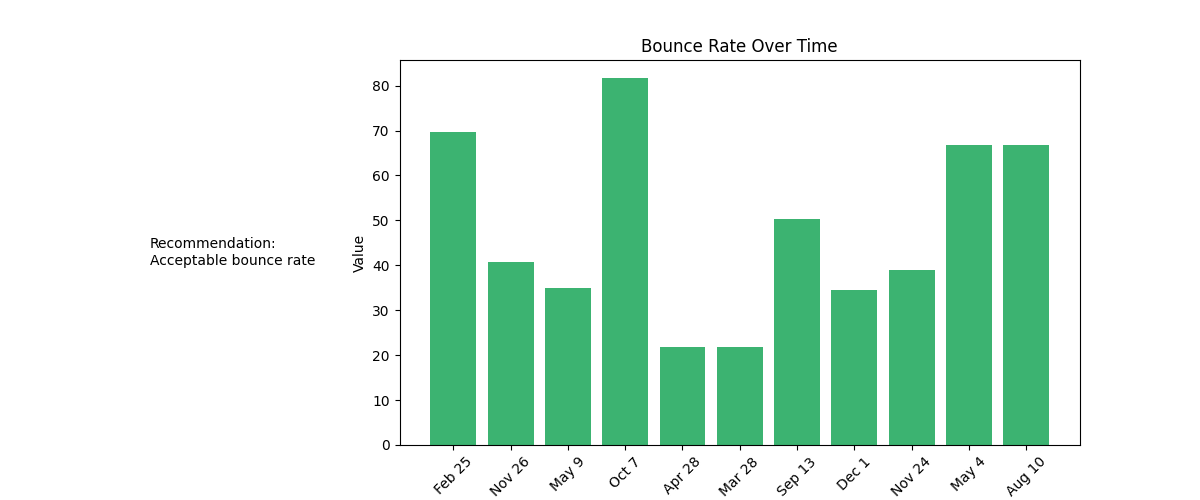 Bounce Rate Over Time
Recommendation:
Acceptable bounce rate
Value
80
70
60
50
40
30
20
10
0
Feb 25
Nov 26
May 9
Oct 7
Apr 28
Mar 28
Sep 13
Dec 1
Nov 24
May 4
Aug 10